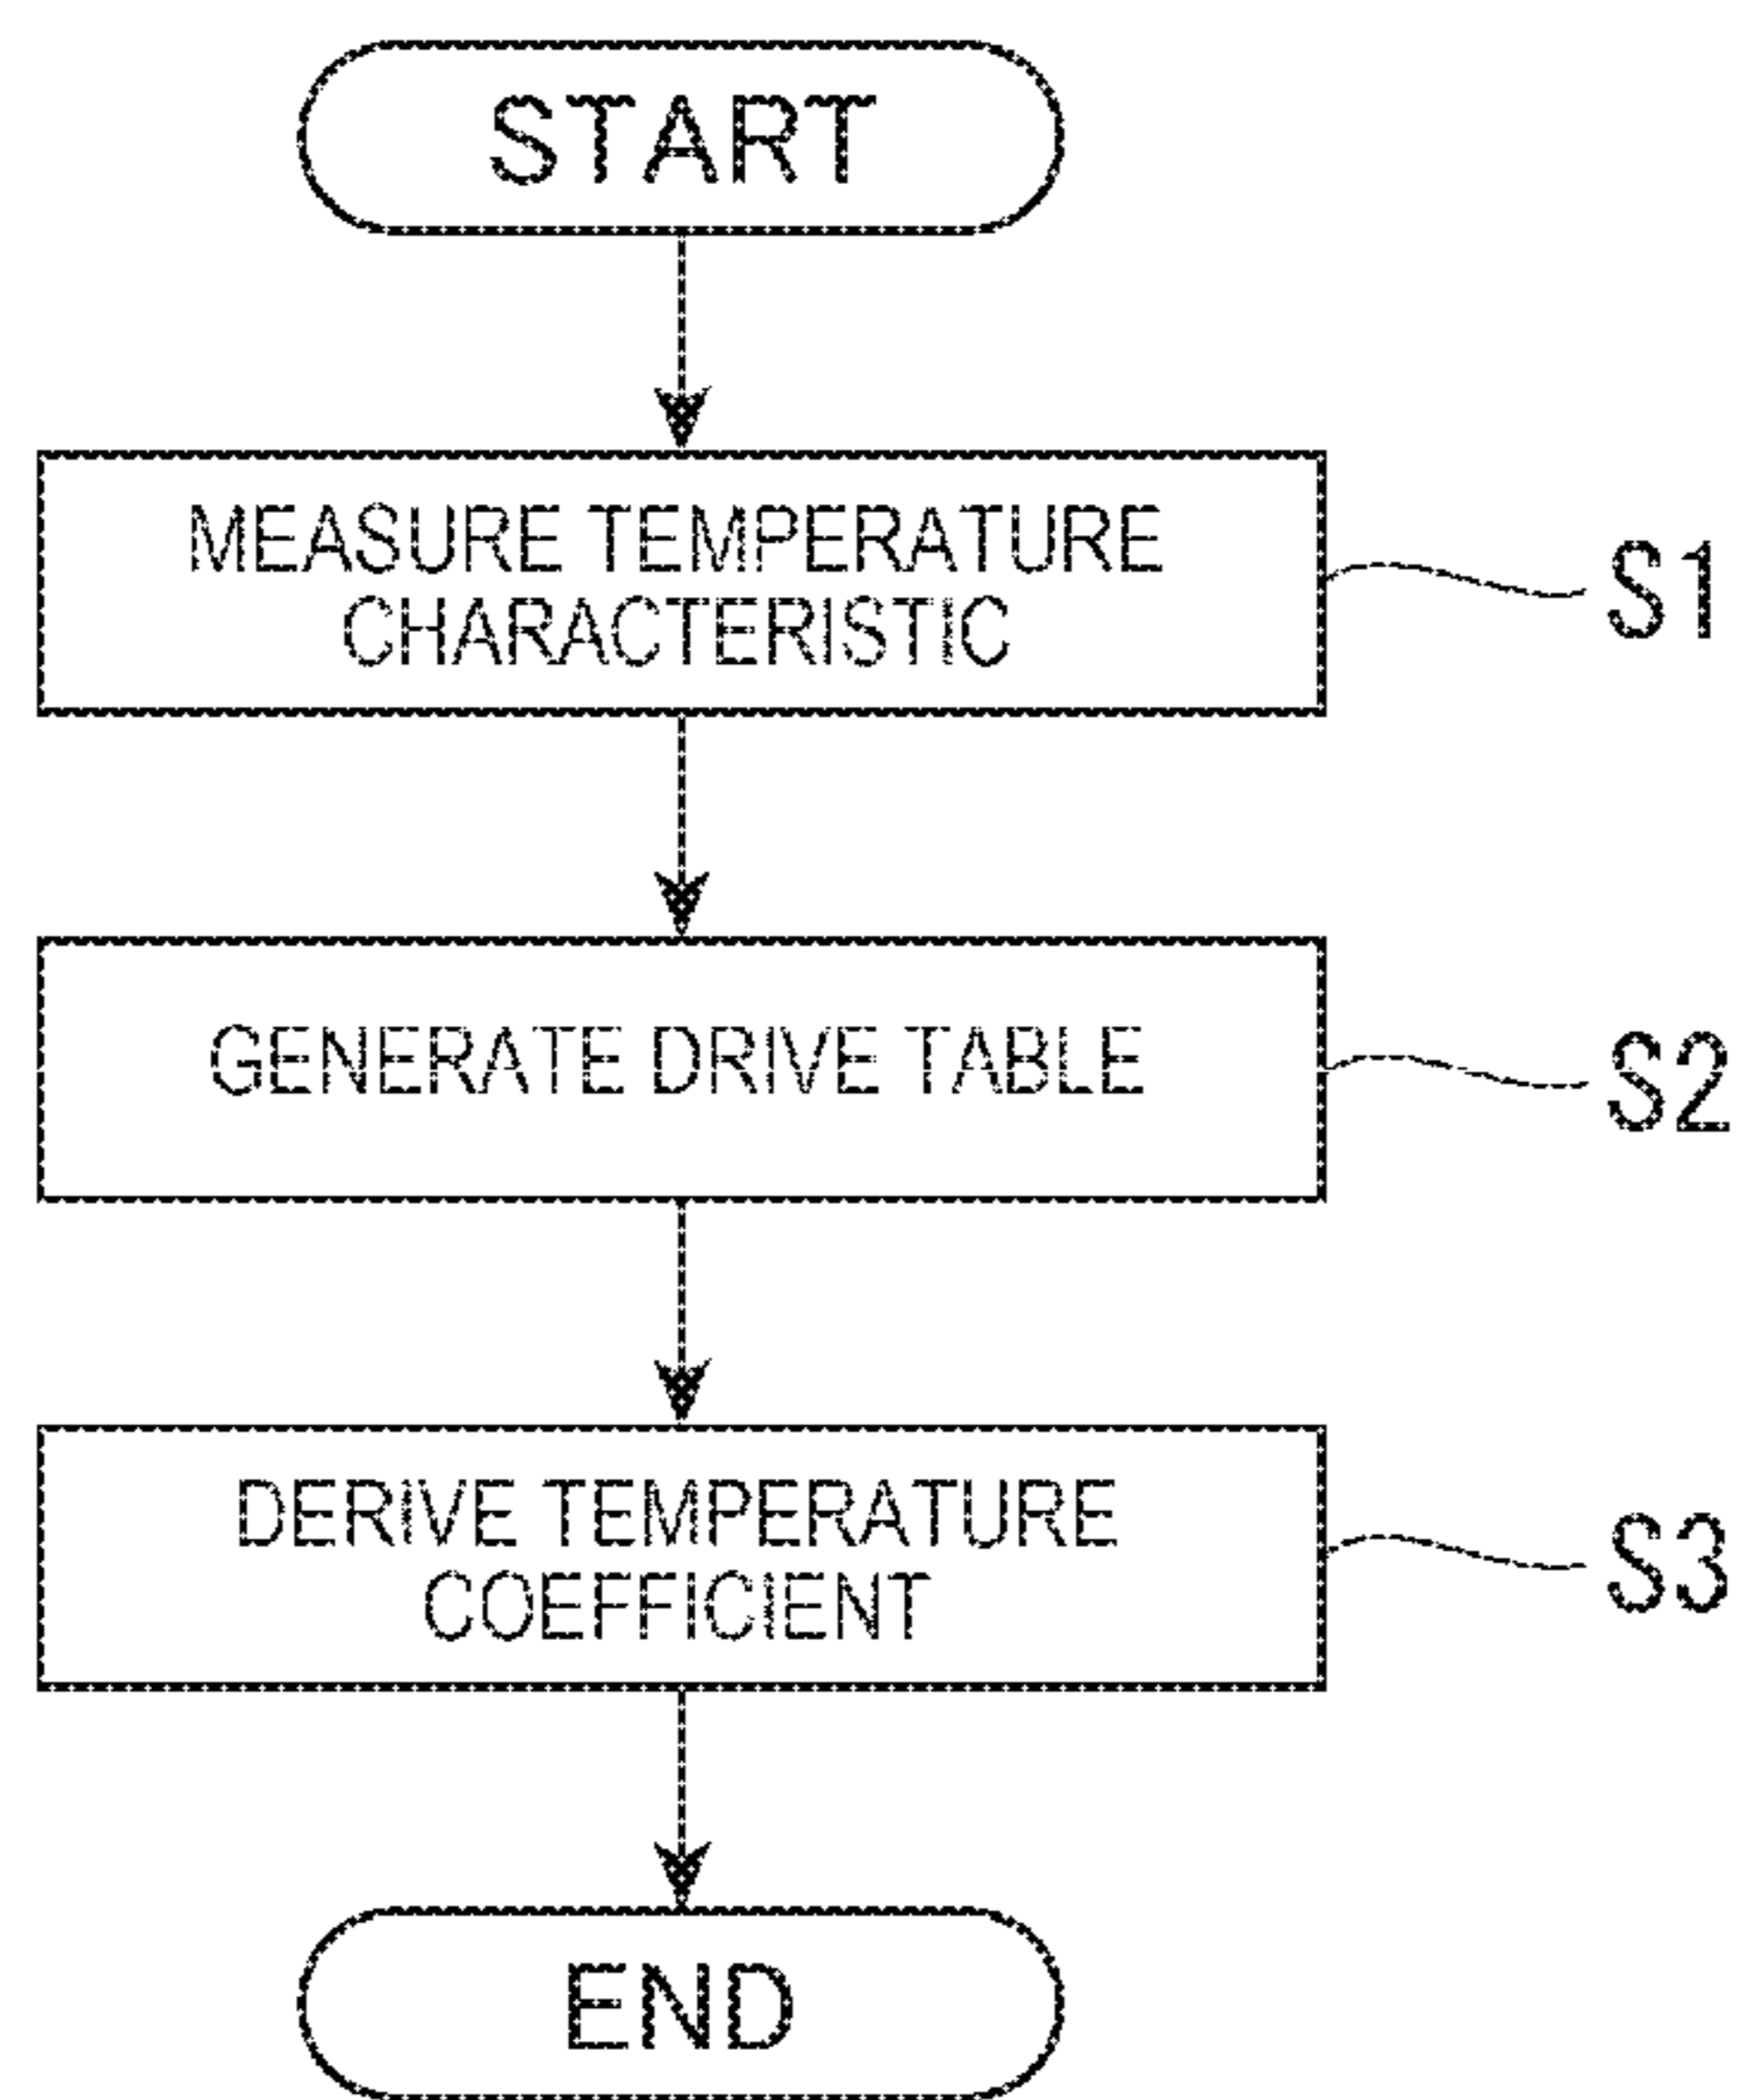 START
MEASURE TEMPERATURE
CHARACTERISTIC
S1
GENERATE DRIVE TABLE
S2
DERIVE TEMPERATURE
COEFFICIENT
S3
END